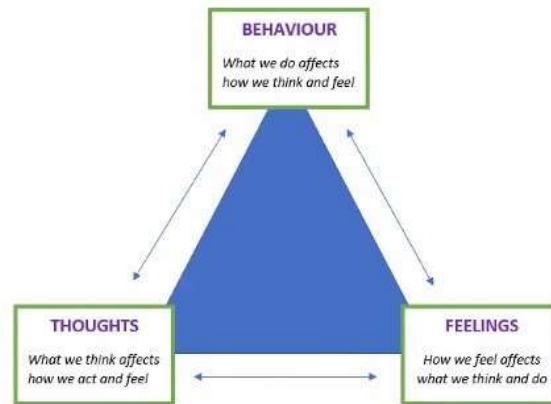 BEHAVIOUR
What we do affects
how we think and feel
THOUGHTS
What we think affects
how we act and feel
FEELINGS
How we feel affects
what we think and do